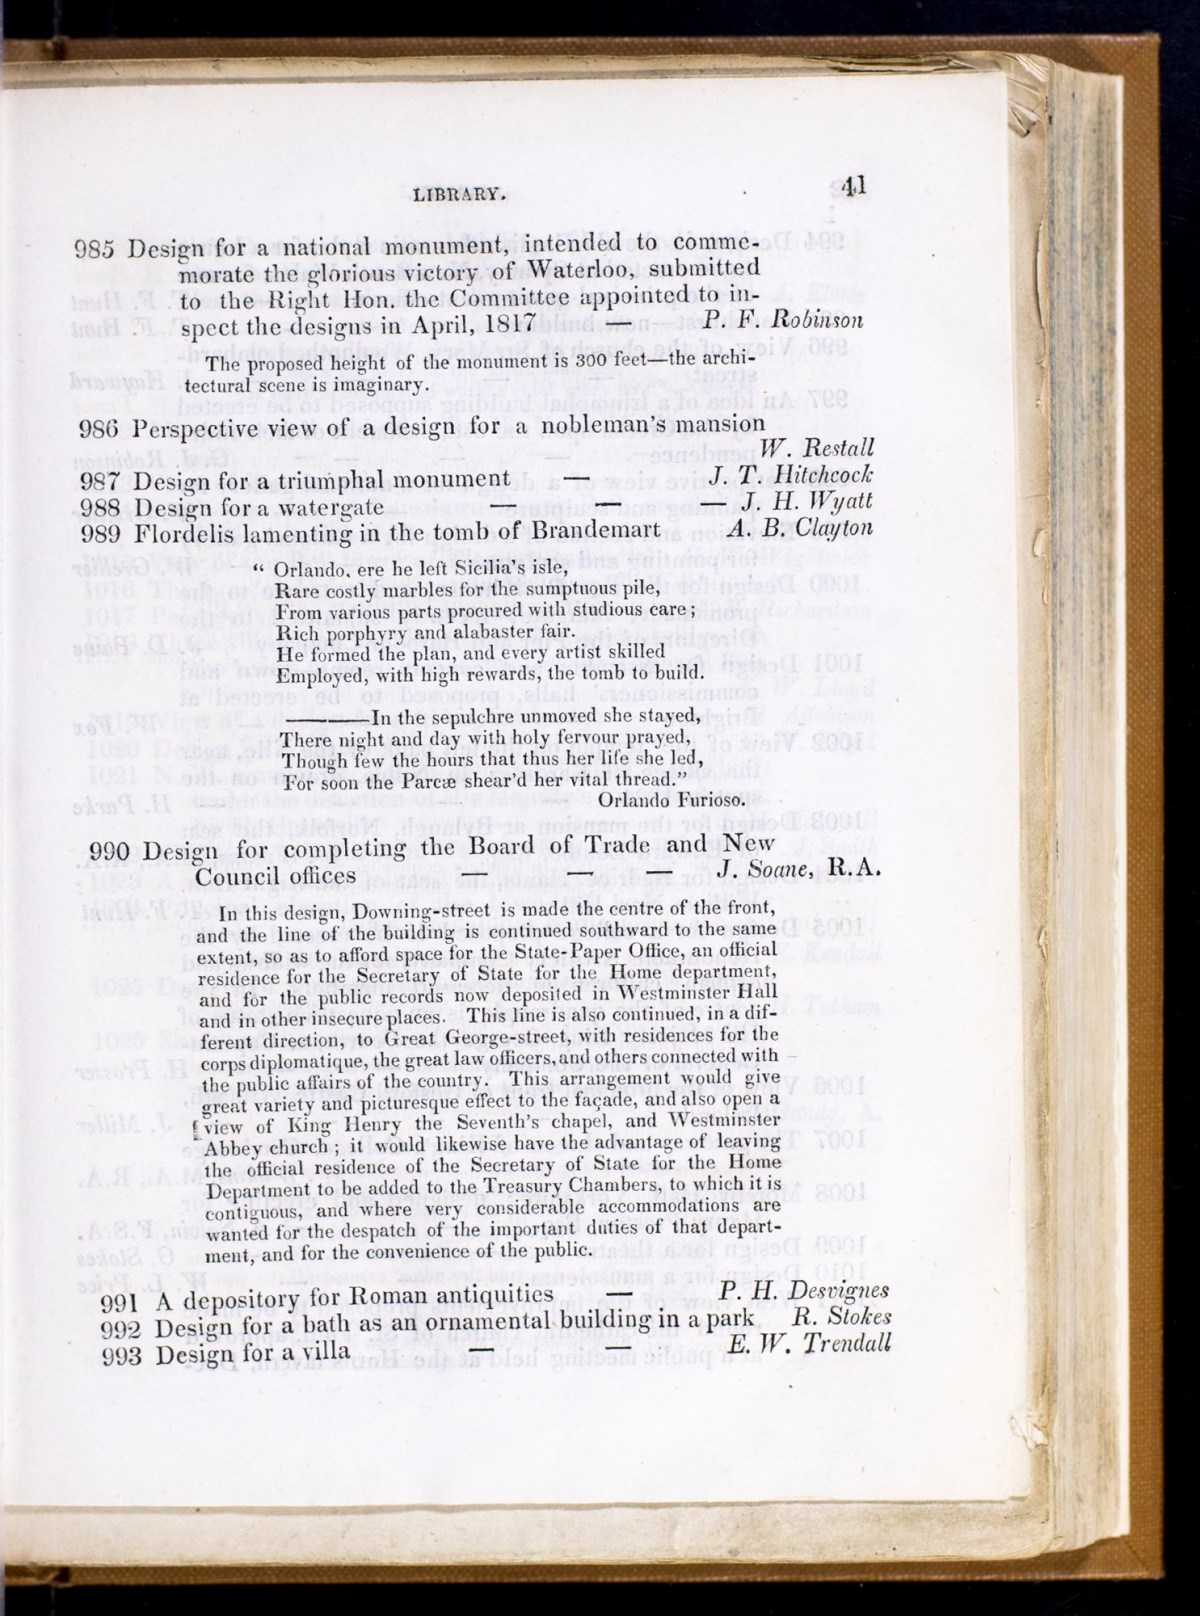 LIBRARY. 41
985 Design for a national monument, intended to comme-
morate the glorious victory of Waterloo, submitted
to the Right Hon. the Committee appointed to in-
spect the designs in April, 1817 — P. F. Robinson
The proposed height of the monument is 300 feet—the archi-
tectural scene is imaginary.
986 Perspective view of a design for a nobleman's mansion
W. Restall
987 Design for a triumphal monument — J. T. Hitchcock
988 Design for a watergate — — — J. H. Wyatt
989 Flordelis lamenting in the tomb of Brandemart A. B. Clayton
“ Orlando, ere he left Sicilia's isle,
Rare costly marbles for the sumptuous pile,
From various parts procured with studious care ;
Rich porphyry and alabaster fair.
He formed the plan, and every artist skilled
Employed, with high rewards, the tomb to build.
———In the sepulchre unmoved she stayed,
There night and day with holy fervour prayed,
Though few the hours that thus her life she led,
For soon the Parcæ shear'd her vital thread.”
Orlando Furioso.
990 Design for completing the Board of Trade and New
Council offices — — — J. Soane, R.A.
In this design, Downing-street is made the centre of the front,
and the line of the building is continued southward to the same
extent, so as to afford space for the State-Paper Office, an official
residence for the Secretary of State for the Home department,
and for the public records now deposited in Westminster Hall
and in other insecure places. This line is also continued, in a dif-
ferent direction, to Great George-street, with residences for the
corps diplomatique, the great law officers, and others connected with
the public affairs of the country. This arrangement would give
great variety and picturesque effect to the façade, and also open a
view of King Henry the Seventh's chapel, and Westminster
Abbey church ; it would likewise have the advantage of leaving
the official residence of the Secretary of State for the Home
Department to be added to the Treasury Chambers, to which it is
contiguous, and where very considerable accommodations are
wanted for the despatch of the important duties of that depart-
ment, and for the convenience of the public.
991 A depository for Roman antiquities — P. H. Desvignes
992 Design for a bath as an ornamental building in a park R. Stokes
993 Design for a villa — — E. W. Trendall